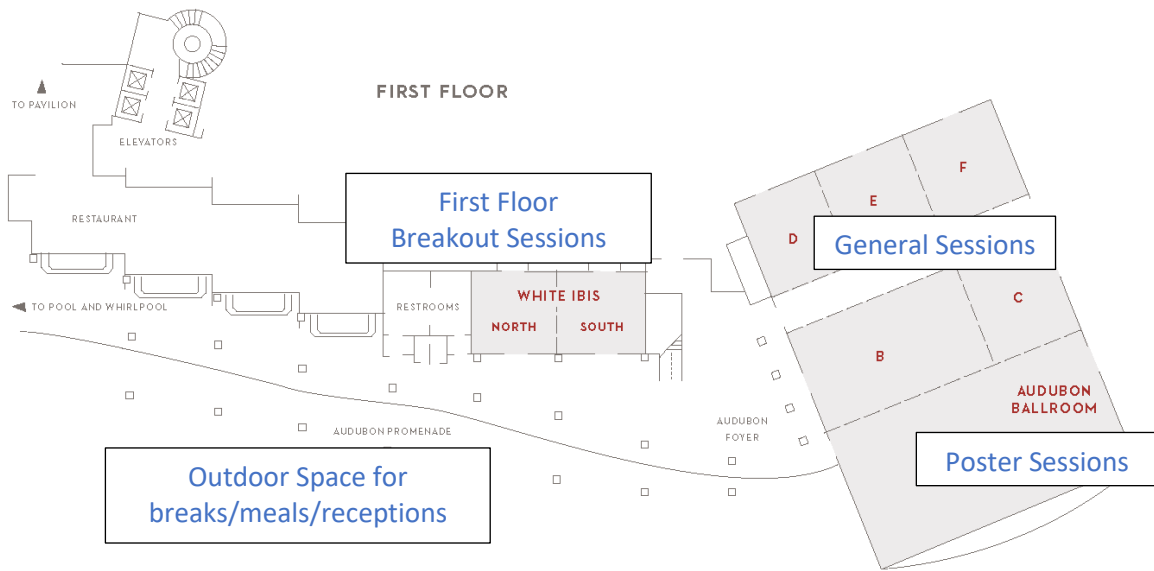 FIRST FLOOR
TO PAVILION
ELEVATORS
F
E
D
General Sessions
First Floor
Breakout Sessions
RESTAURANT
TO POOL AND WHIRLPOOL
RESTROOMS
WHITE IBIS
NORTH
SOUTH
C
B
AUDUBON
BALLROOM
AUDUBON
FOYER
AUDUBON PROMENADE
Poster Sessions
Outdoor Space for
breaks/meals/receptions